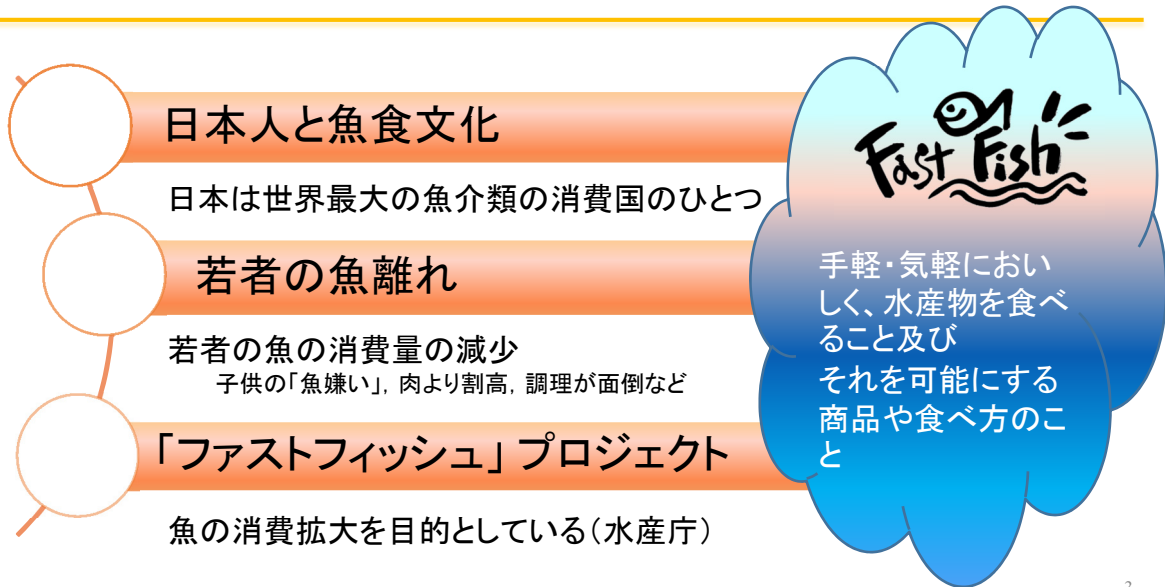 日本人と魚食文化
日本は世界最大の魚介類の消費国のひとつ
若者の魚離れ
若者の魚の消費量の減少
子供の「魚嫌い」, 肉より割高, 調理が面倒など
「ファストフィッシュ」プロジェクト
魚の消費拡大を目的としている（水産庁）
Fast Fish
手軽・気軽におい
しく、水産物を食べ
ること及び
それを可能にする
商品や食べ方のこ
と
2